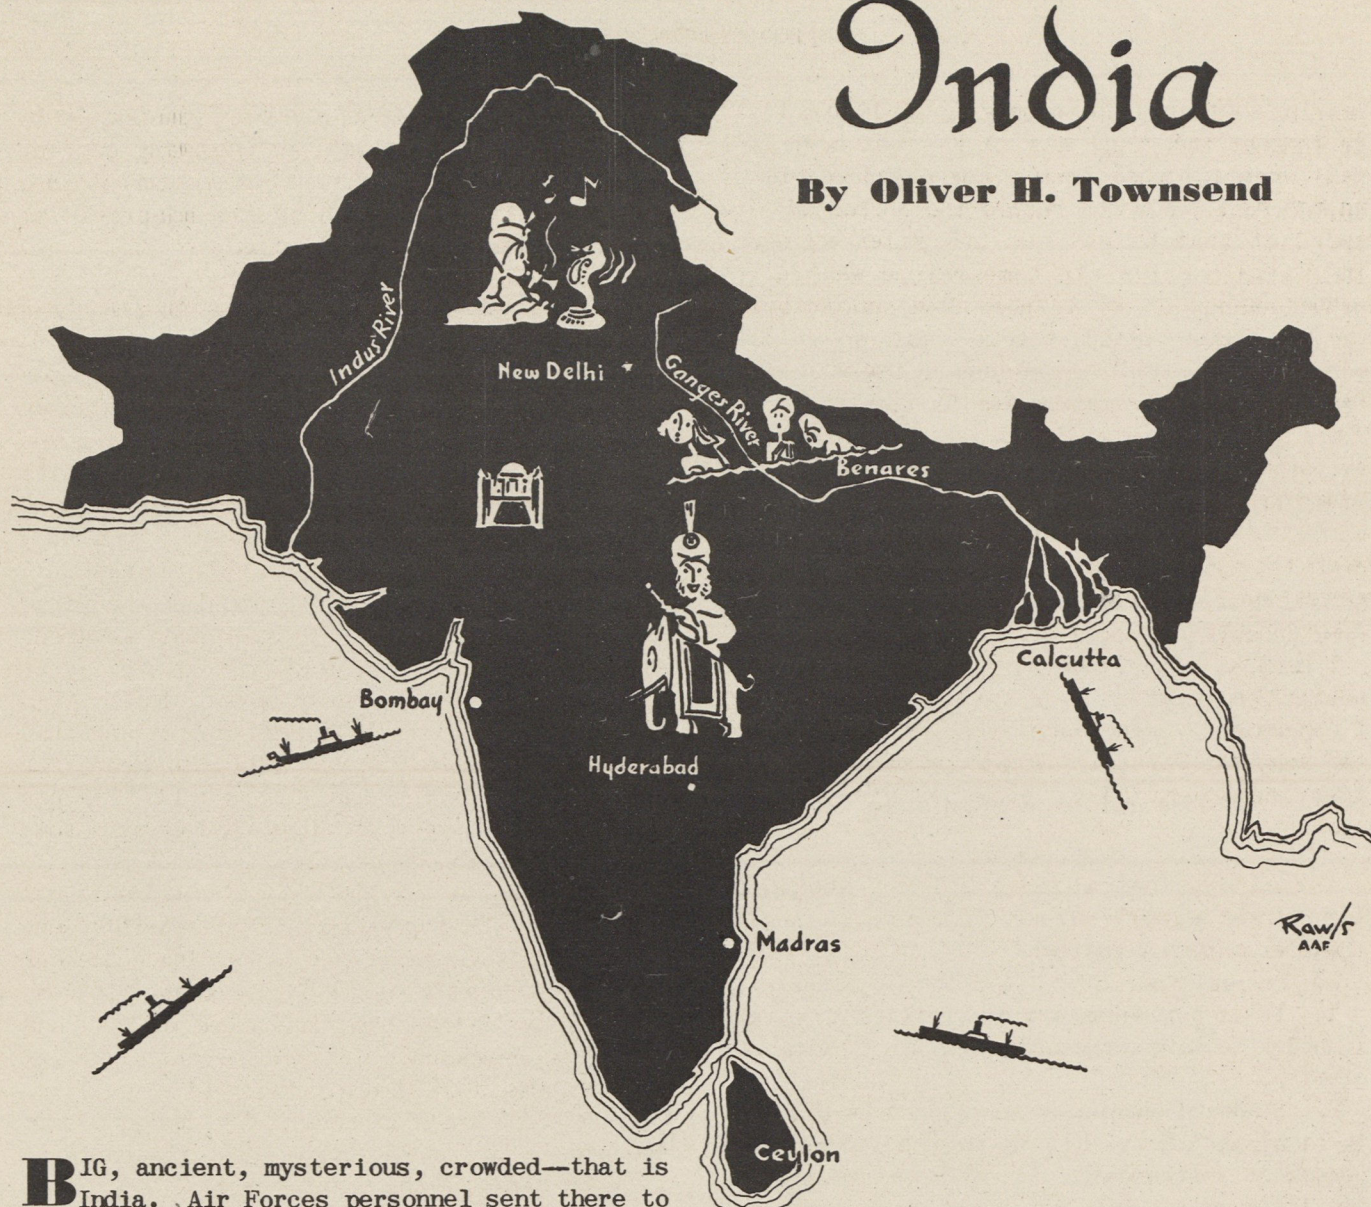 India
By Oliver H. Townsend
Indus River
New Delhi
Ganges River
Benares
Calcutta
Bombay
Hyderabad
Madras
Rawls
AAF
Ceylon
BIG, ancient, mysterious, crowded—that is
India. Air Forces personnel sent there to